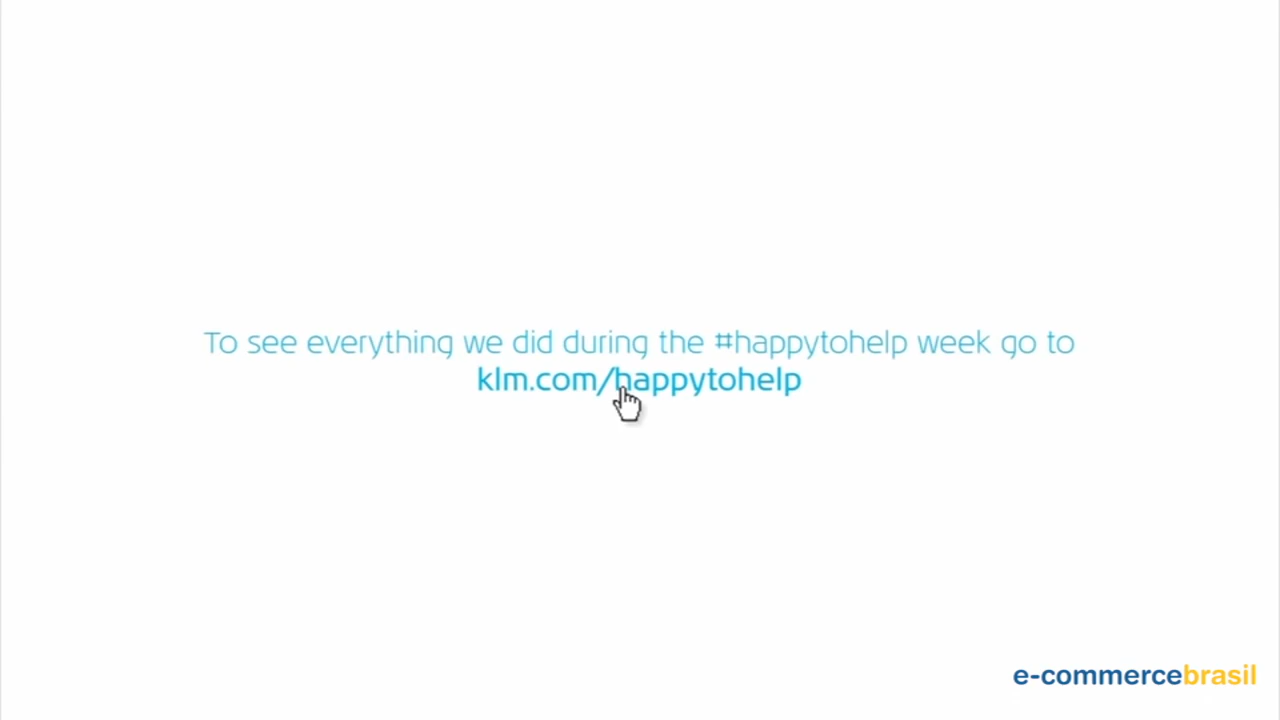 To see everything we did during the #happytohelp week go to
klm.com/happytohelp
e-commercebrasil